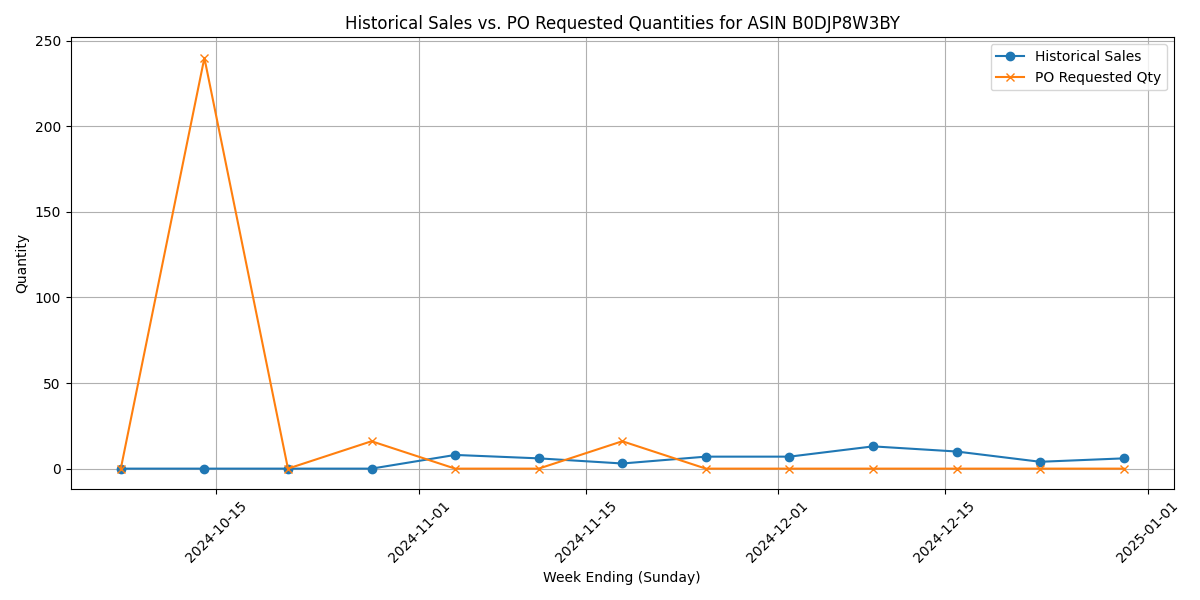 Historical Sales vs. PO Requested Quantities for ASIN B0DJP8W3BY
Historical Sales
PO Requested Qty
Quantity
250
200
150
100
50
0
2024-10-15
2024-11-01
2024-11-15
2024-12-01
2024-12-15
2025-01-01
Week Ending (Sunday)